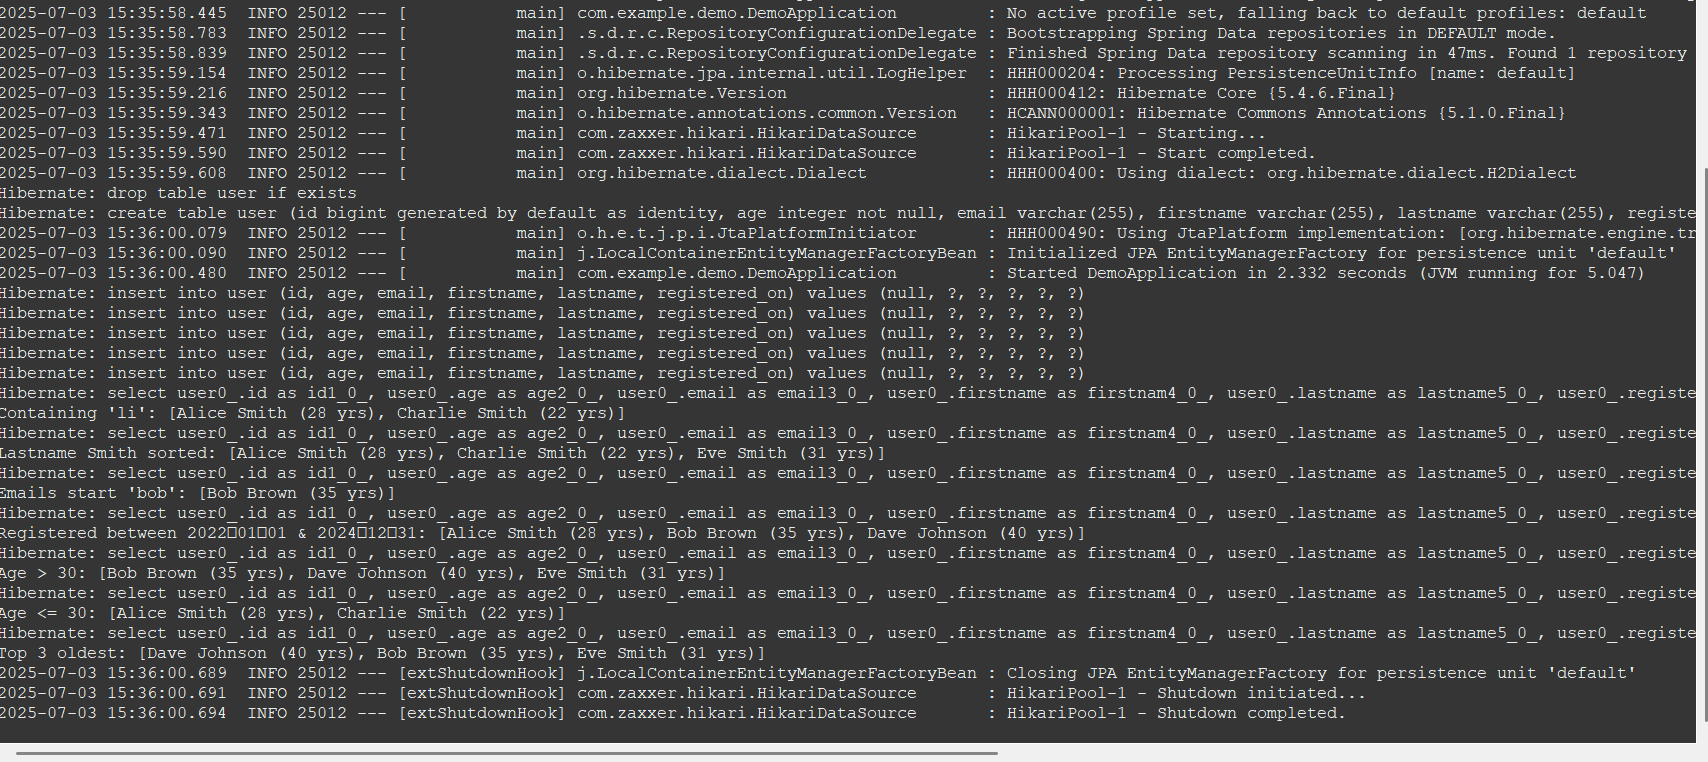 2025-07-03 15:35:58.445  INFO 25012 --- [           main] com.example.demo.DemoApplication         : No active profile set, falling back to default profiles: default
2025-07-03 15:35:58.783  INFO 25012 --- [           main] .s.d.r.c.RepositoryConfigurationDelegate : Bootstrapping Spring Data repositories in DEFAULT mode.
2025-07-03 15:35:58.839  INFO 25012 --- [           main] .s.d.r.c.RepositoryConfigurationDelegate : Finished Spring Data repository scanning in 47ms. Found 1 repository
2025-07-03 15:35:59.154  INFO 25012 --- [           main] o.hibernate.jpa.internal.util.LogHelper  : HHH000204: Processing PersistenceUnitInfo [name: default]
2025-07-03 15:35:59.216  INFO 25012 --- [           main] org.hibernate.Version                    : HHH000412: Hibernate Core {5.4.6.Final}
2025-07-03 15:35:59.343  INFO 25012 --- [           main] o.hibernate.annotations.common.Version   : HCANN000001: Hibernate Commons Annotations {5.1.0.Final}
2025-07-03 15:35:59.471  INFO 25012 --- [           main] com.zaxxer.hikari.HikariDataSource       : HikariPool-1 - Starting...
2025-07-03 15:35:59.590  INFO 25012 --- [           main] com.zaxxer.hikari.HikariDataSource       : HikariPool-1 - Start completed.
2025-07-03 15:35:59.608  INFO 25012 --- [           main] org.hibernate.dialect.Dialect            : HHH000400: Using dialect: org.hibernate.dialect.H2Dialect
Hibernate: drop table user if exists
Hibernate: create table user (id bigint generated by default as identity, age integer not null, email varchar(255), firstname varchar(255), lastname varchar(255), registe
2025-07-03 15:36:00.079  INFO 25012 --- [           main] o.h.e.t.j.p.i.JtaPlatformInitiator       : HHH000490: Using JtaPlatform implementation: [org.hibernate.engine.tr
2025-07-03 15:36:00.090  INFO 25012 --- [           main] j.LocalContainerEntityManagerFactoryBean : Initialized JPA EntityManagerFactory for persistence unit 'default'
2025-07-03 15:36:00.480  INFO 25012 --- [           main] com.example.demo.DemoApplication         : Started DemoApplication in 2.332 seconds (JVM running for 5.047)
Hibernate: insert into user (id, age, email, firstname, lastname, registered_on) values (null, ?, ?, ?, ?, ?)
Hibernate: insert into user (id, age, email, firstname, lastname, registered_on) values (null, ?, ?, ?, ?, ?)
Hibernate: insert into user (id, age, email, firstname, lastname, registered_on) values (null, ?, ?, ?, ?, ?)
Hibernate: insert into user (id, age, email, firstname, lastname, registered_on) values (null, ?, ?, ?, ?, ?)
Hibernate: insert into user (id, age, email, firstname, lastname, registered_on) values (null, ?, ?, ?, ?, ?)
Hibernate: select user0_.id as id1_0_, user0_.age as age2_0_, user0_.email as email3_0_, user0_.firstname as firstnam4_0_, user0_.lastname as lastname5_0_, user0_.registe
Containing 'li': [Alice Smith (28 yrs), Charlie Smith (22 yrs)]
Hibernate: select user0_.id as id1_0_, user0_.age as age2_0_, user0_.email as email3_0_, user0_.firstname as firstnam4_0_, user0_.lastname as lastname5_0_, user0_.registe
Lastname Smith sorted: [Alice Smith (28 yrs), Charlie Smith (22 yrs), Eve Smith (31 yrs)]
Hibernate: select user0_.id as id1_0_, user0_.age as age2_0_, user0_.email as email3_0_, user0_.firstname as firstnam4_0_, user0_.lastname as lastname5_0_, user0_.registe
Emails start 'bob': [Bob Brown (35 yrs)]
Hibernate: select user0_.id as id1_0_, user0_.age as age2_0_, user0_.email as email3_0_, user0_.firstname as firstnam4_0_, user0_.lastname as lastname5_0_, user0_.registe
Registered between 2022□01□01 & 2024□12□31: [Alice Smith (28 yrs), Bob Brown (35 yrs), Dave Johnson (40 yrs)]
Hibernate: select user0_.id as id1_0_, user0_.age as age2_0_, user0_.email as email3_0_, user0_.firstname as firstnam4_0_, user0_.lastname as lastname5_0_, user0_.registe
Age > 30: [Bob Brown (35 yrs), Dave Johnson (40 yrs), Eve Smith (31 yrs)]
Hibernate: select user0_.id as id1_0_, user0_.age as age2_0_, user0_.email as email3_0_, user0_.firstname as firstnam4_0_, user0_.lastname as lastname5_0_, user0_.registe
Age <= 30: [Alice Smith (28 yrs), Charlie Smith (22 yrs)]
Hibernate: select user0_.id as id1_0_, user0_.age as age2_0_, user0_.email as email3_0_, user0_.firstname as firstnam4_0_, user0_.lastname as lastname5_0_, user0_.registe
Top 3 oldest: [Dave Johnson (40 yrs), Bob Brown (35 yrs), Eve Smith (31 yrs)]
2025-07-03 15:36:00.689  INFO 25012 --- [extShutdownHook] j.LocalContainerEntityManagerFactoryBean : Closing JPA EntityManagerFactory for persistence unit 'default'
2025-07-03 15:36:00.691  INFO 25012 --- [extShutdownHook] com.zaxxer.hikari.HikariDataSource       : HikariPool-1 - Shutdown initiated...
2025-07-03 15:36:00.694  INFO 25012 --- [extShutdownHook] com.zaxxer.hikari.HikariDataSource       : HikariPool-1 - Shutdown completed.